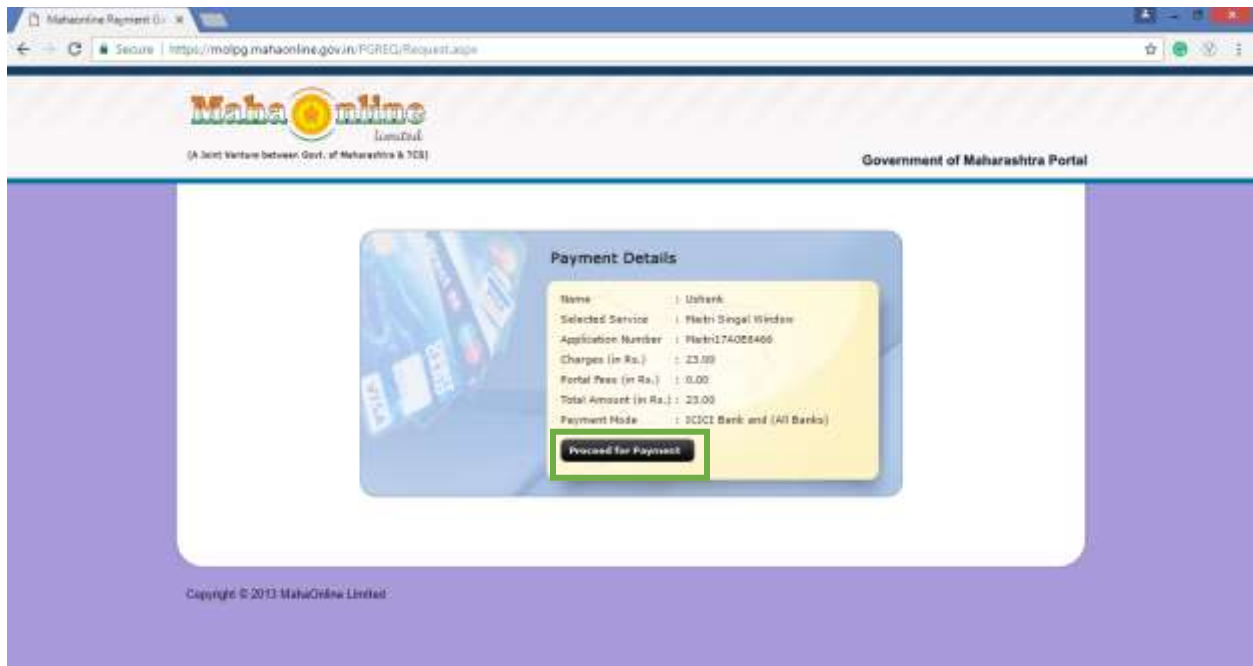 Mahaonline Payment G
Secure | https://molpg.mahaonline.gov.in/PGREQ/Request.aspx
Maha Online
limited
(A Joint Venture between Govt. of Maharashtra & TCS)
Government of Maharashtra Portal
Payment Details
Name : Ushank
Selected Service : Maitri Singal Window
Application Number :
Charges (in Rs.) : 23.00
Portal Fees (in Rs.) : 0.00
Total Amount (in Rs.) : 23.00
Payment Mode : ICICI Bank and (All Banks)
Proceed for Payment
VISA
Copyright © 2013 MahaOnline Limited